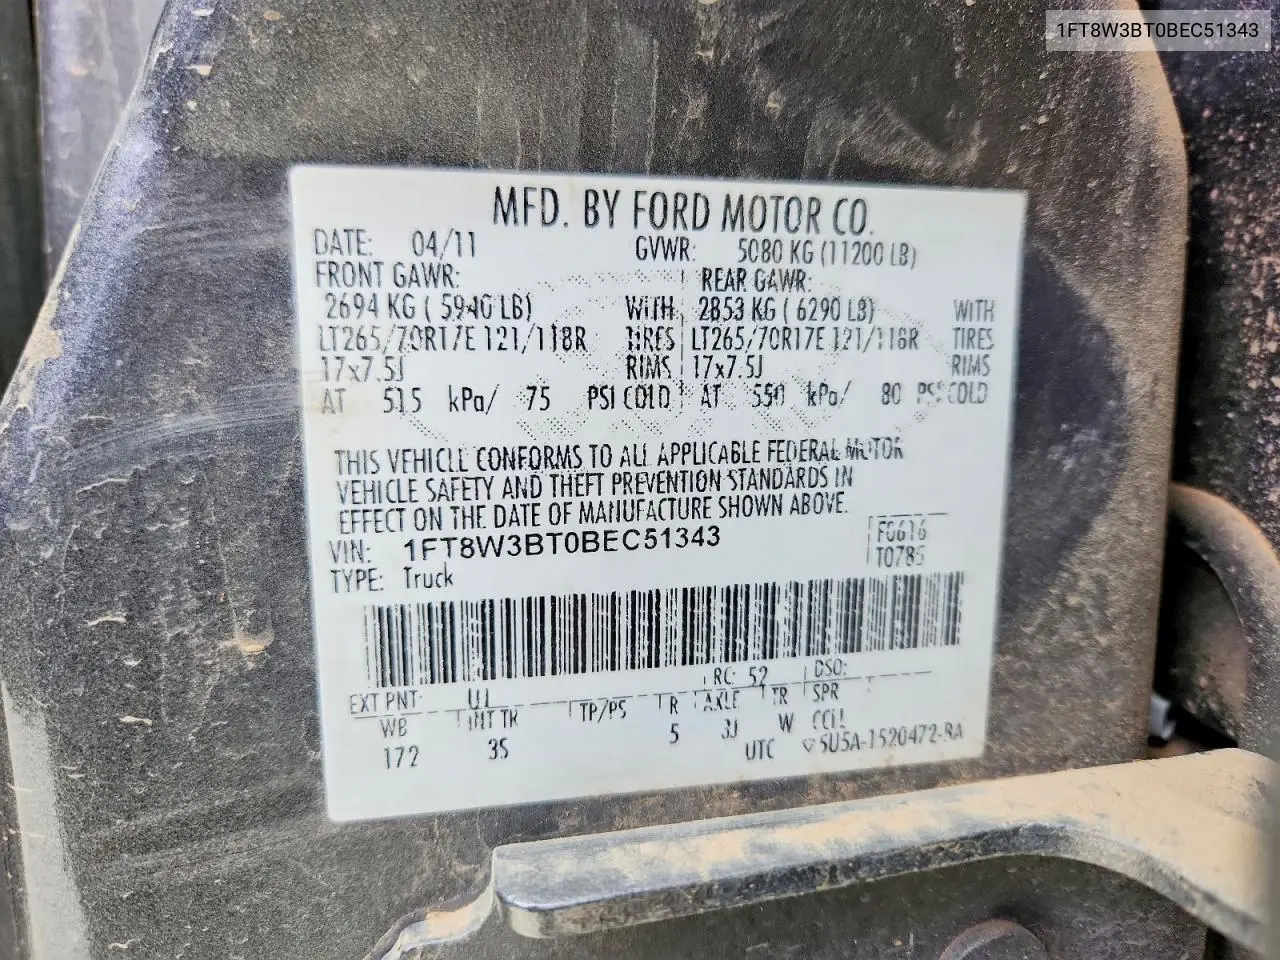 1FT8W3BT0BEC51343
MFD. BY FORD MOTOR CO.
DATE: 04/11 GVWR: 5080 KG (11200 LB)
FRONT GAWR: REAR GAWR:
2694 KG ( 5940 LB) WITH 2853 KG ( 6290 LB) WITH
LT265/70R17E 121/118R TIRES LT265/70R17E 121/118R TIRES
17x7.5J RIMS 17x7.5J RIMS
AT 515 kPa/ 75 PSI COLD AT 550 kPa/ 80 PSI COLD
THIS VEHICLE CONFORMS TO ALL APPLICABLE FEDERAL MOTOR
VEHICLE SAFETY AND THEFT PREVENTION STANDARDS IN
EFFECT ON THE DATE OF MANUFACTURE SHOWN ABOVE.
VIN: 1FT8W3BT0BEC51343 F0616
TYPE: Truck T0785
EXT PNT: RC: 52 DSO:
WB INT TR TP/PS R AXLE TR SPR
172 3S 5 3J W
UTC ▽5U5A-1520472-BA